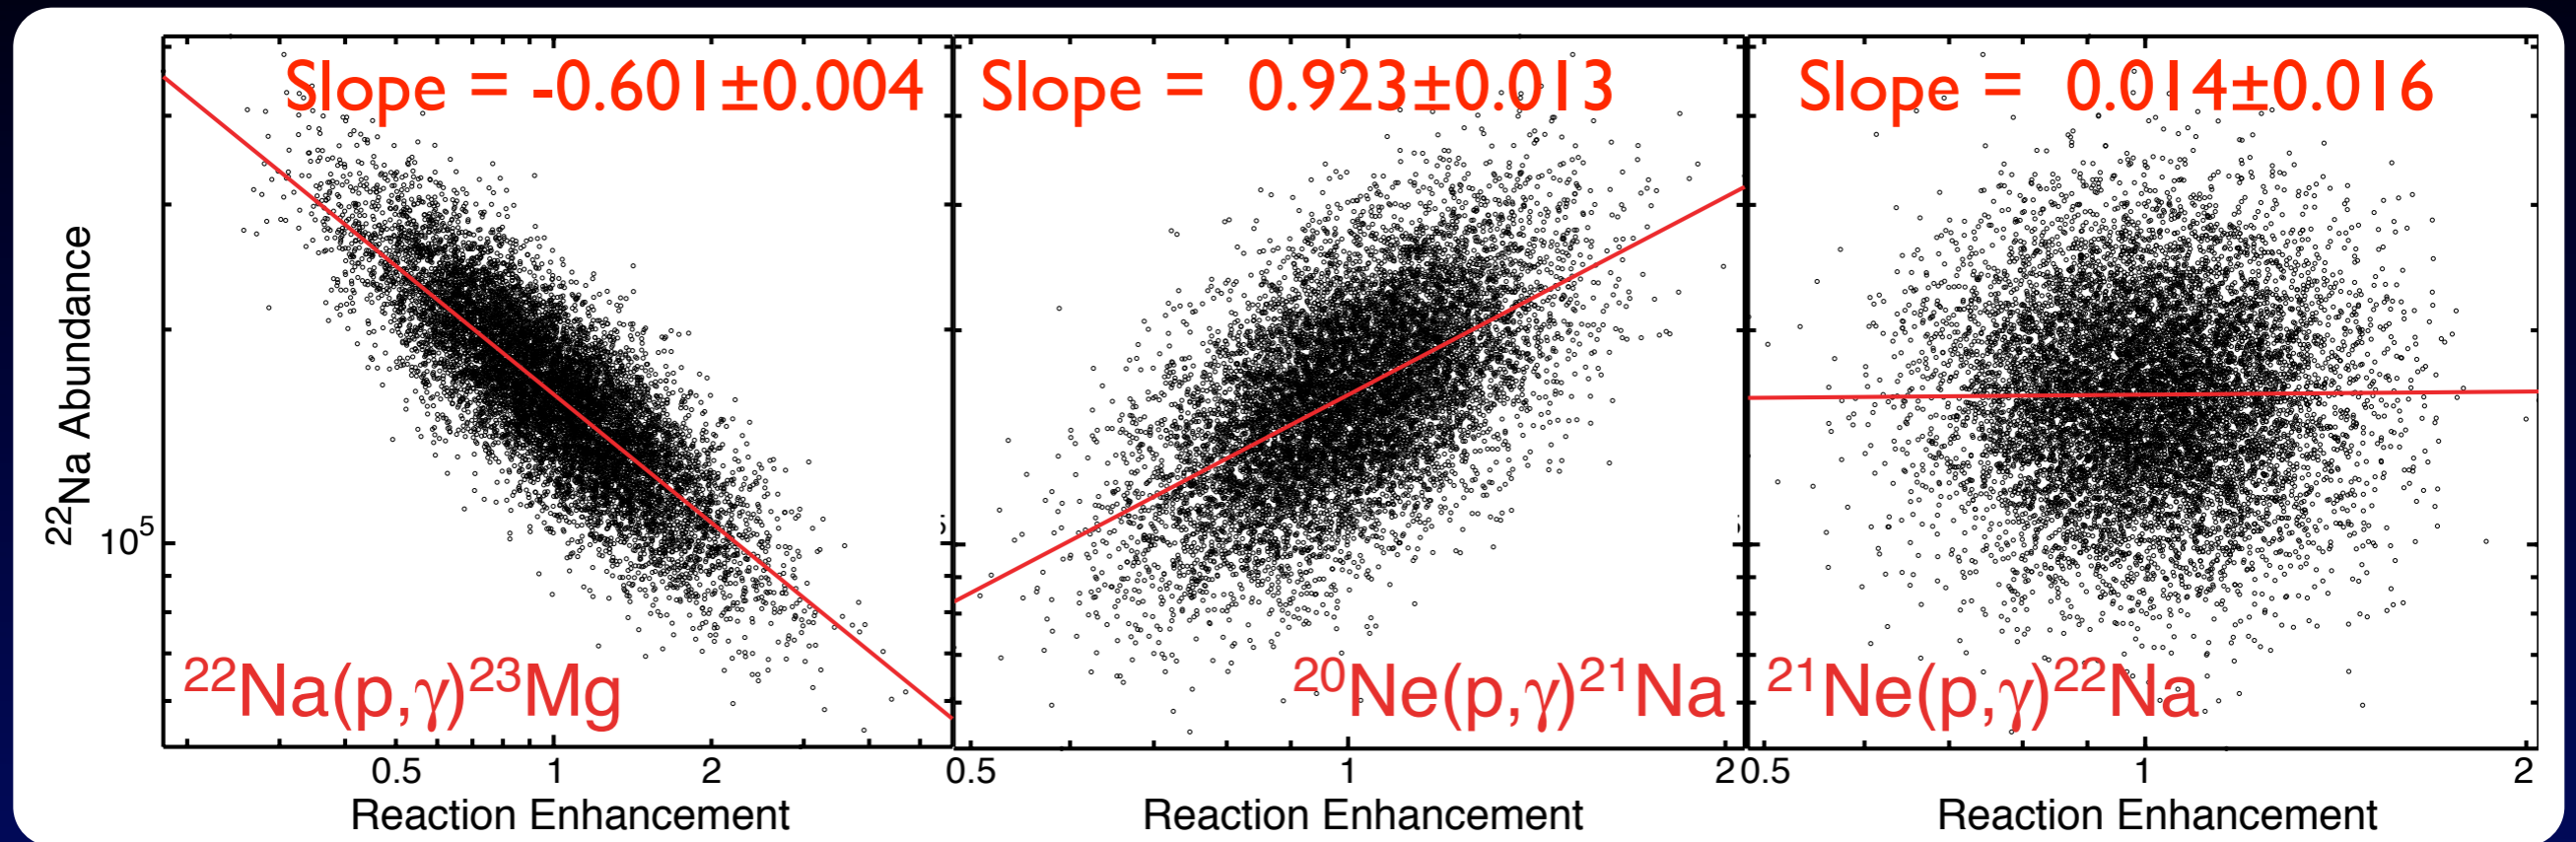 Slope = -0.601±0.004
Slope = 0.923±0.013
Slope = 0.014±0.016
²²Na Abundance
10⁵
²²Na(p,γ)²³Mg
²⁰Ne(p,γ)²¹Na
²¹Ne(p,γ)²²Na
0.5 1 2
0.5 1 2
0.5 1 2
Reaction Enhancement
Reaction Enhancement
Reaction Enhancement